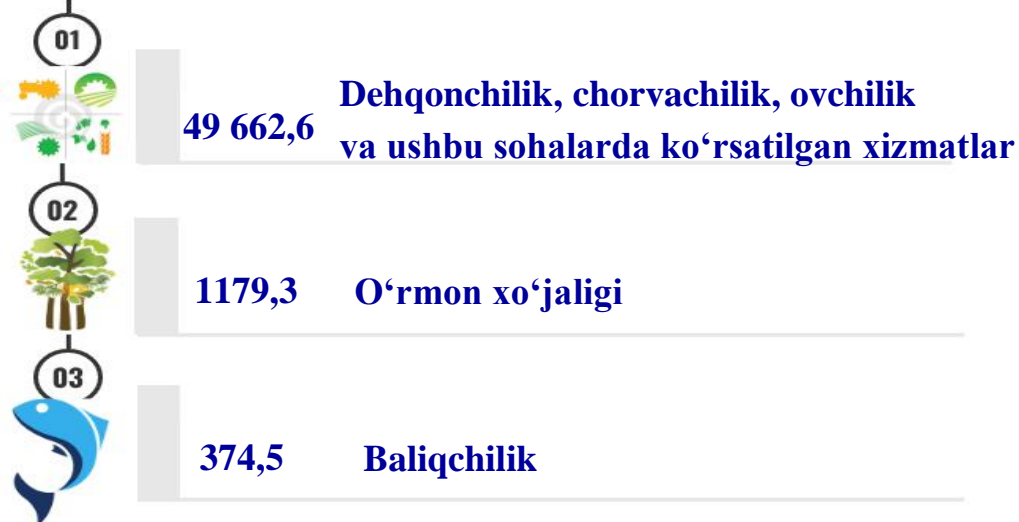 01
49 662,6
Dehqonchilik, chorvachilik, ovchilik
va ushbu sohalarda ko‘rsatilgan xizmatlar
02
1179,3 O‘rmon xo‘jaligi
03
374,5 Baliqchilik